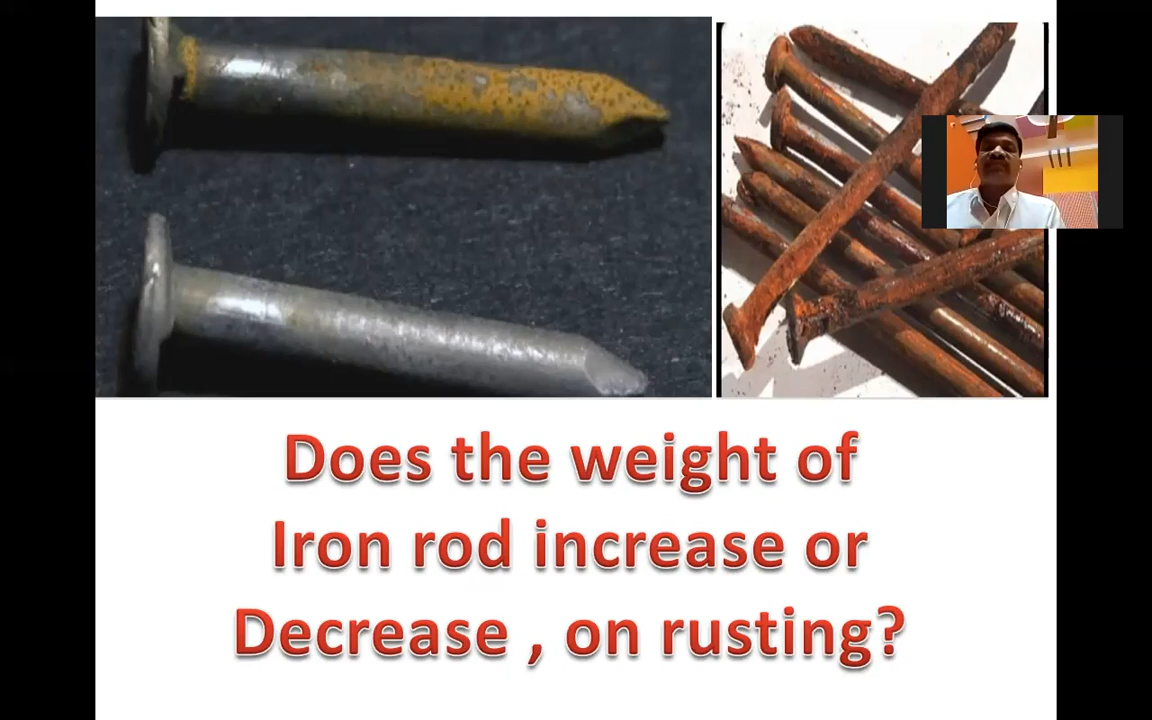 Does the weight of
Iron rod increase or
Decrease , on rusting?